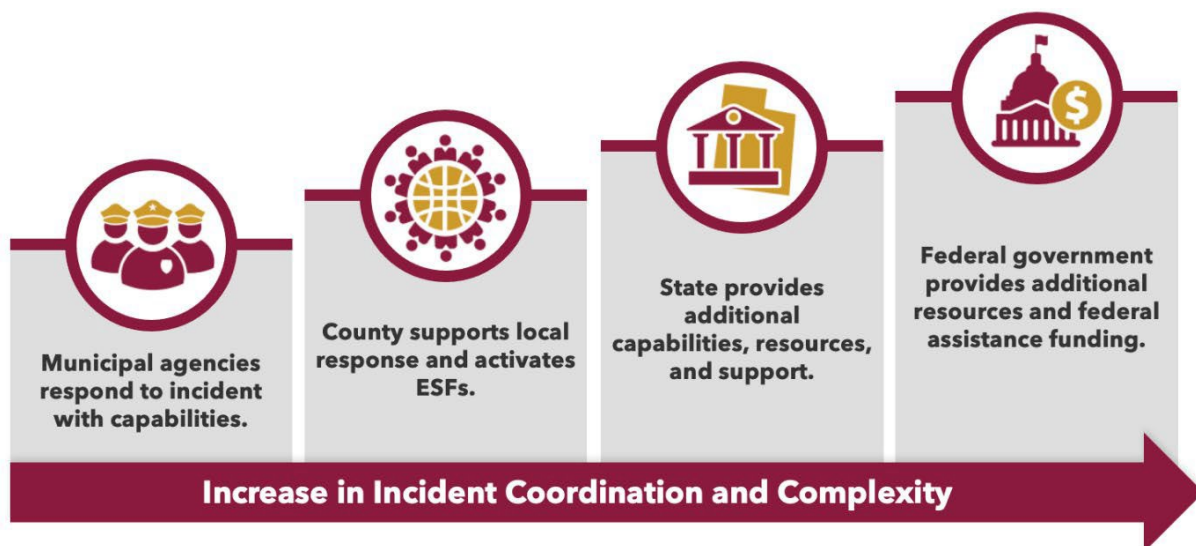 Municipal agencies
respond to incident
with capabilities.
County supports local
response and activates
ESFs.
State provides
additional
capabilities, resources,
and support.
$
Federal government
provides additional
resources and federal
assistance funding.
Increase in Incident Coordination and Complexity